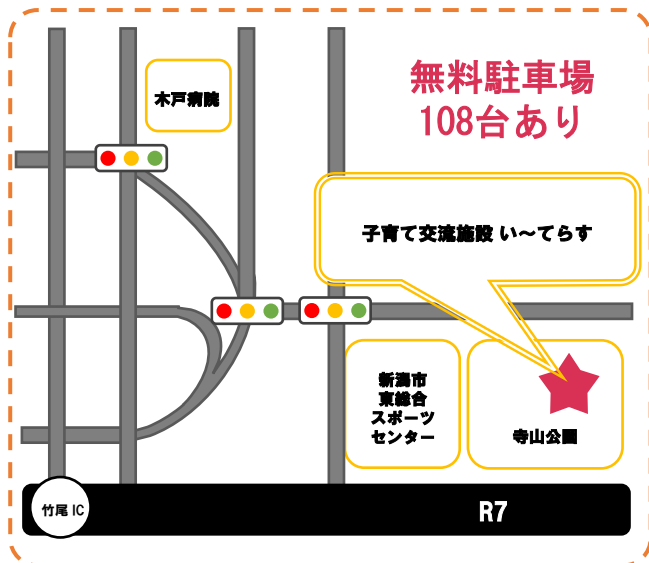 無料駐車場
108台あり
木戸病院
子育て交流施設 い～てらす
新潟市
東総合
スポーツ
センター
寺山公園
竹尾 IC
R7